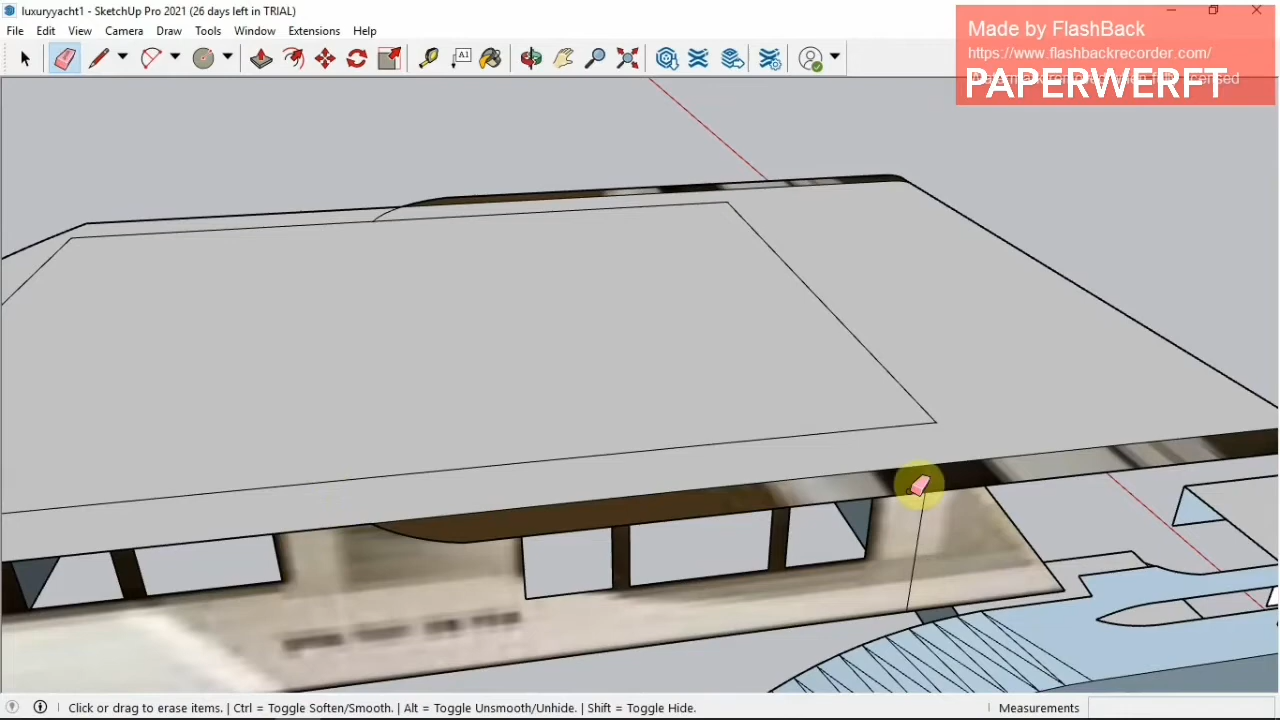 luxuryyacht1 - SketchUp Pro 2021 (26 days left in TRIAL)
File Edit View Camera Draw Tools Window Extensions Help
A1
Made by FlashBack
https://www.flashbackrecorder.com/
PAPERWERFT
Click or drag to erase items. | Ctrl = Toggle Soften/Smooth. | Alt = Toggle Unsmooth/Unhide. | Shift = Toggle Hide.
Measurements